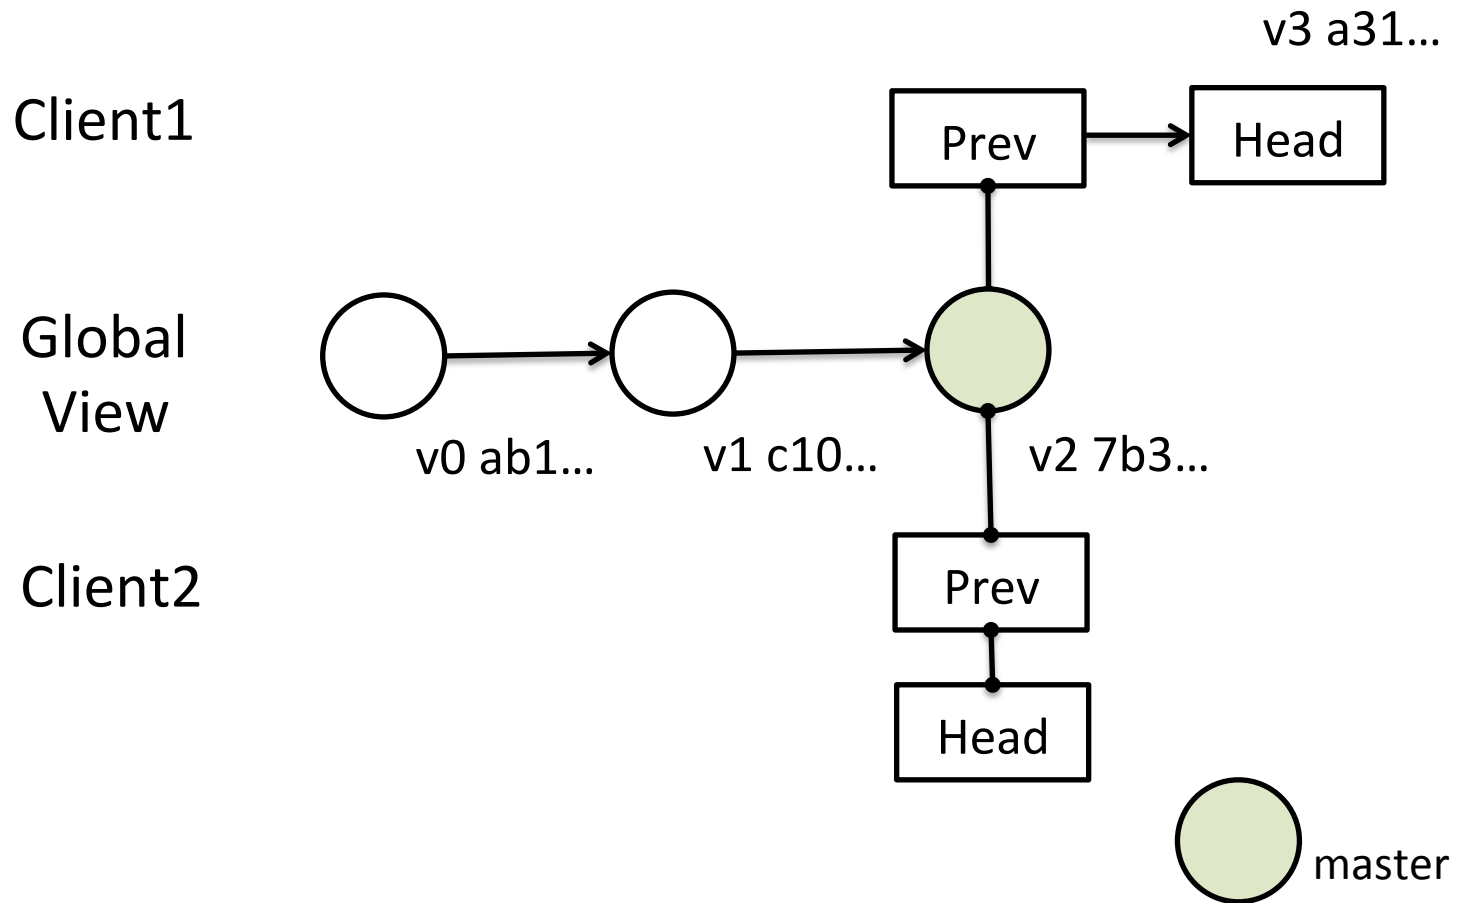 v3 a31…
Client1
Prev
Head
Global
View
v0 ab1…
v1 c10…
v2 7b3…
Client2
Prev
Head
master